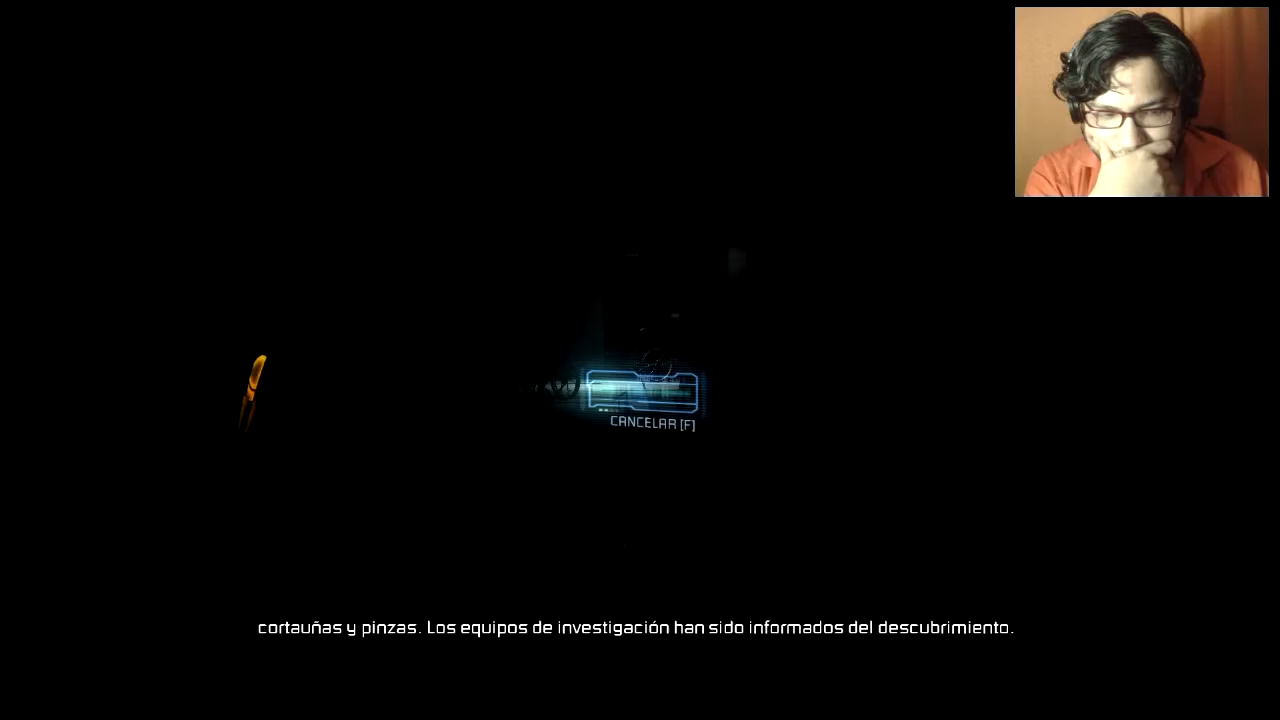 CANCELAR [F]
cortauñas y pinzas. Los equipos de investigación han sido informados del descubrimiento.